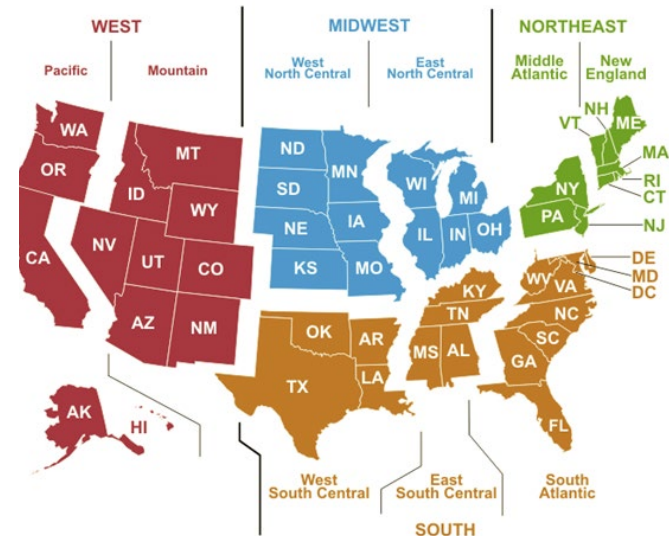 WEST
MIDWEST
NORTHEAST
Pacific
Mountain
West
North Central
East
North Central
Middle
Atlantic
New
England
WA
OR
CA
NV
ID
MT
WY
UT
CO
AZ
NM
AK
HI
ND
SD
NE
KS
MN
IA
MO
WI
IL
MI
IN
OH
NH
VT
ME
MA
RI
CT
NY
PA
NJ
DE
MD
DC
WV
VA
KY
TN
NC
SC
GA
FL
MS
AL
OK
AR
TX
LA
West
South Central
East
South Central
South
Atlantic
SOUTH